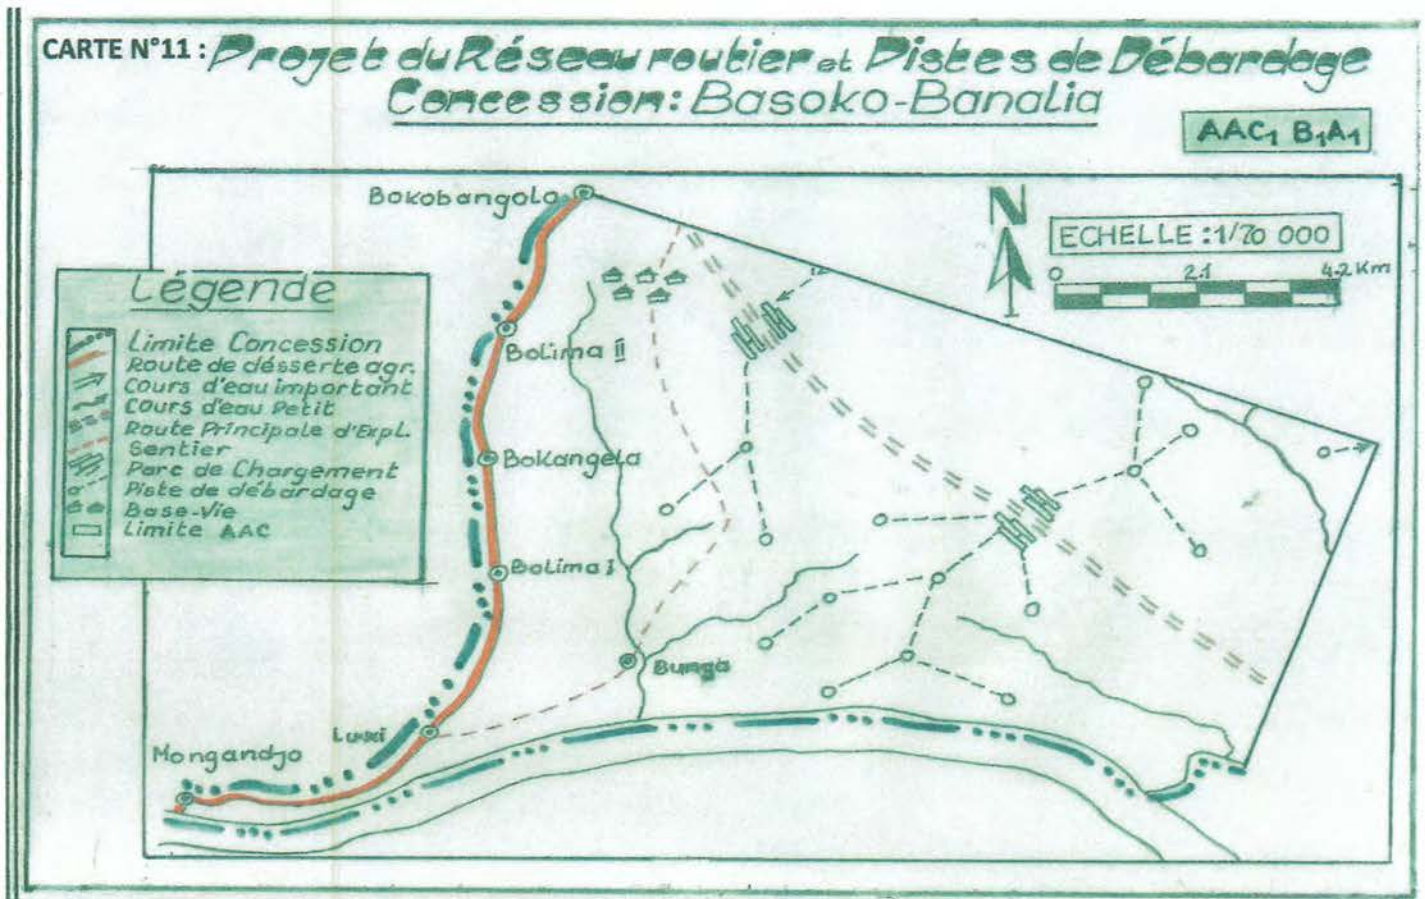 CARTE N°11 : Projet du Réseau routier et Pistes de Débardage
Concession: Basoko-Banalia
AAC1 B1A1
Bokobangolo
N
ECHELLE : 1/70 000
0 2.1 4.2 Km
Légende
Limite Concession
Route de désserte agr.
Cours d'eau important
Cours d'eau Petit
Route Principale d'Expl.
Sentier
Parc de Chargement
Piste de débardage
Base-Vie
Limite AAC
Bolima II
Bokangela
Bolima I
Bunga
Mongandjo